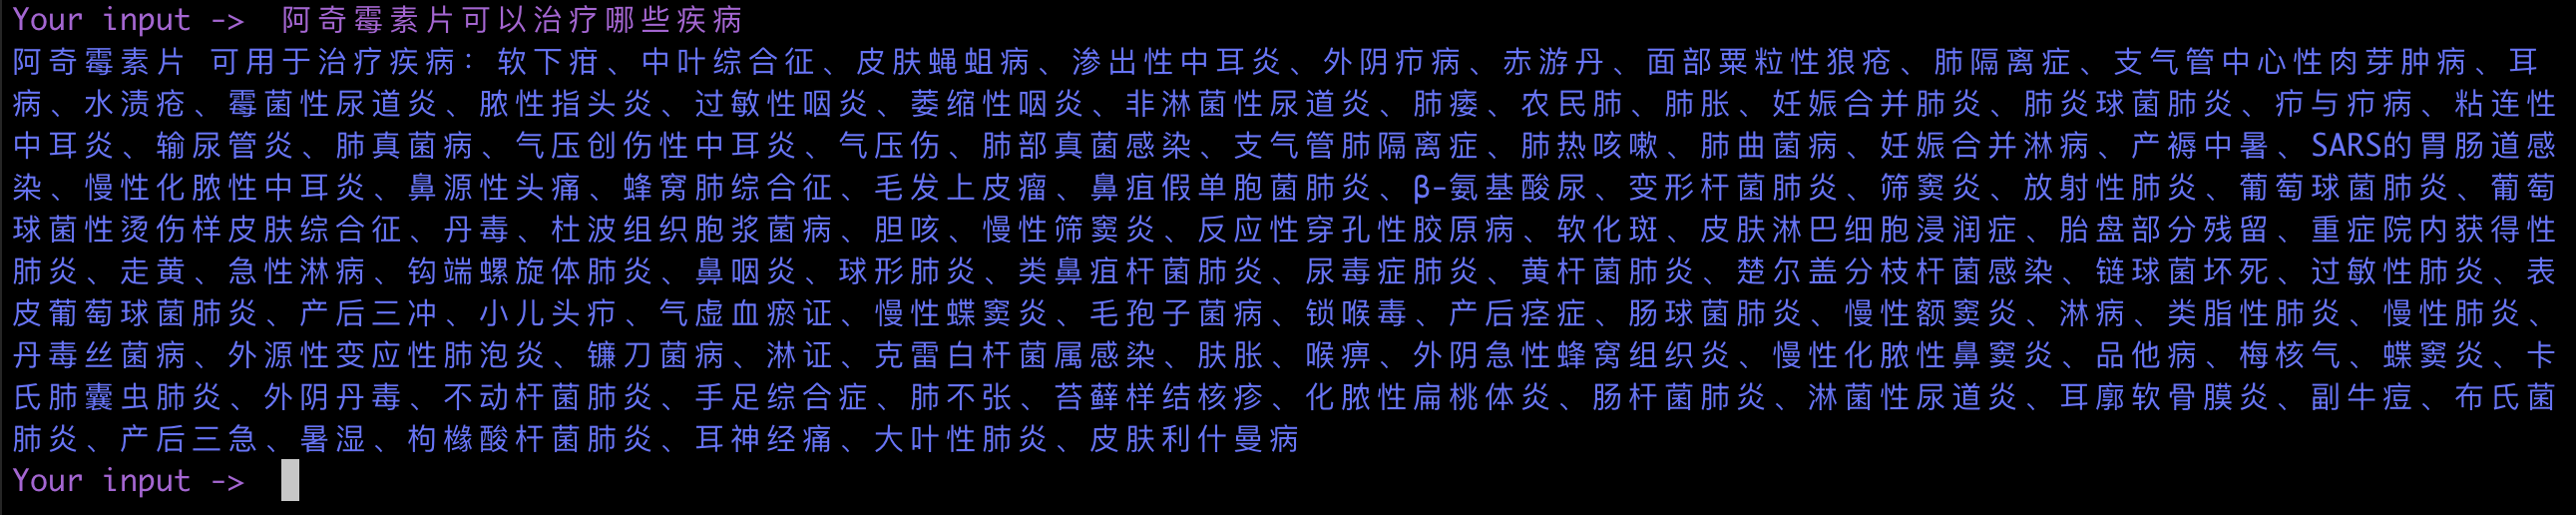 Your input ->  阿奇霉素片可以治疗哪些疾病
阿奇霉素片 可用于治疗疾病：软下疳、中叶综合征、皮肤蝇蛆病、渗出性中耳炎、外阴疖病、赤游丹、面部粟粒性狼疮、肺隔离症、支气管中心性肉芽肿病、耳
病、水渍疮、霉菌性尿道炎、脓性指头炎、过敏性咽炎、萎缩性咽炎、非淋菌性尿道炎、肺痿、农民肺、肺胀、妊娠合并肺炎、肺炎球菌肺炎、疖与疖病、粘连性
中耳炎、输尿管炎、肺真菌病、气压创伤性中耳炎、气压伤、肺部真菌感染、支气管肺隔离症、肺热咳嗽、肺曲菌病、妊娠合并淋病、产褥中暑、SARS的胃肠道感
染、慢性化脓性中耳炎、鼻源性头痛、蜂窝肺综合征、毛发上皮瘤、鼻疽假单胞菌肺炎、β-氨基酸尿、变形杆菌肺炎、筛窦炎、放射性肺炎、葡萄球菌肺炎、葡萄
球菌性烫伤样皮肤综合征、丹毒、杜波组织胞浆菌病、胆咳、慢性筛窦炎、反应性穿孔性胶原病、软化斑、皮肤淋巴细胞浸润症、胎盘部分残留、重症院内获得性
肺炎、走黄、急性淋病、钩端螺旋体肺炎、鼻咽炎、球形肺炎、类鼻疽杆菌肺炎、尿毒症肺炎、黄杆菌肺炎、楚尔盖分枝杆菌感染、链球菌坏死、过敏性肺炎、表
皮葡萄球菌肺炎、产后三冲、小儿头疖、气虚血瘀证、慢性蝶窦炎、毛孢子菌病、锁喉毒、产后痉症、肠球菌肺炎、慢性额窦炎、淋病、类脂性肺炎、慢性肺炎、
丹毒丝菌病、外源性变应性肺泡炎、镰刀菌病、淋证、克雷白杆菌属感染、肤胀、喉痹、外阴急性蜂窝组织炎、慢性化脓性鼻窦炎、品他病、梅核气、蝶窦炎、卡
氏肺囊虫肺炎、外阴丹毒、不动杆菌肺炎、手足综合症、肺不张、苔藓样结核疹、化脓性扁桃体炎、肠杆菌肺炎、淋菌性尿道炎、耳廓软骨膜炎、副牛痘、布氏菌
肺炎、产后三急、暑湿、枸橼酸杆菌肺炎、耳神经痛、大叶性肺炎、皮肤利什曼病
Your input ->